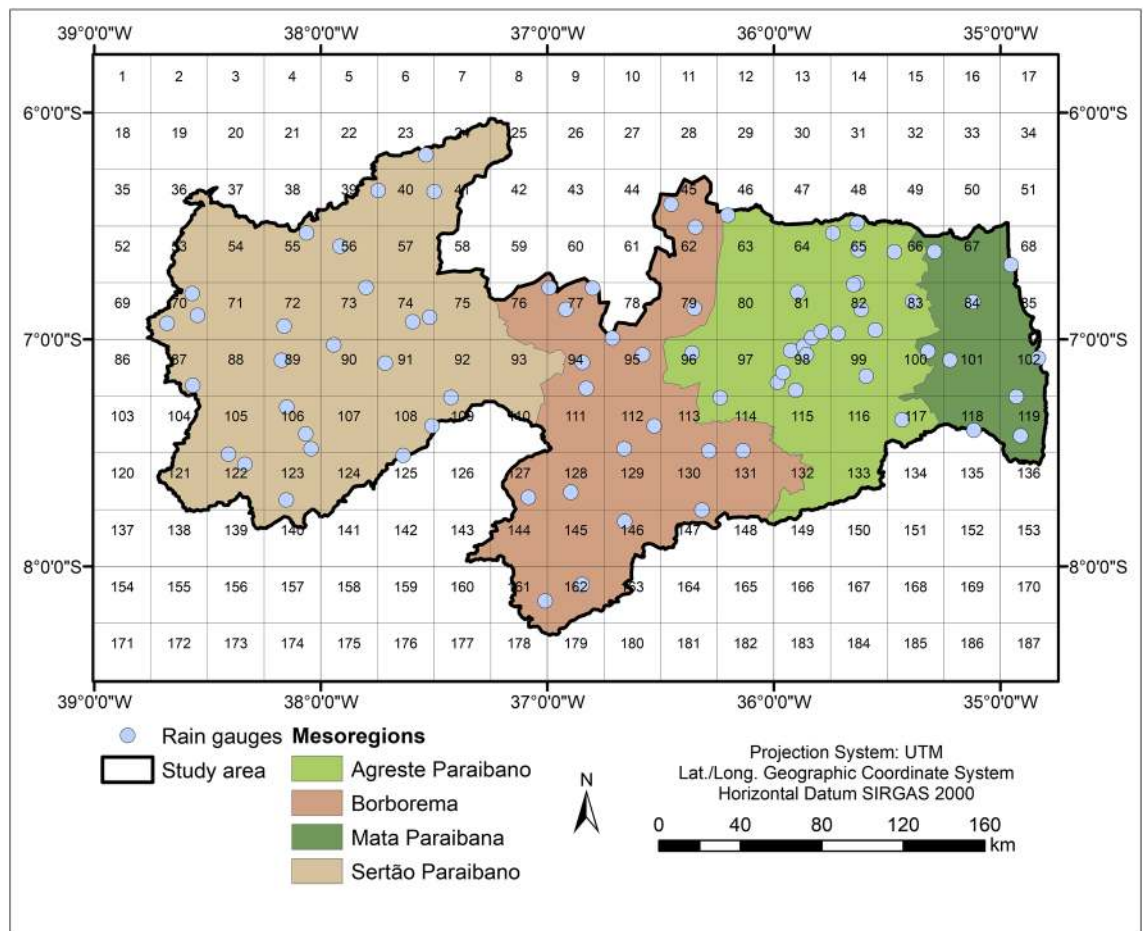 39°0'0"W 38°0'0"W 37°0'0"W 36°0'0"W 35°0'0"W
1 2 3 4 5 6 7 8 9 10 11 12 13 14 15 16 17
6°0'0"S 6°0'0"S
18 19 20 21 22 23 24 25 26 27 28 29 30 31 32 33 34
35 36 37 38 39 40 41 42 43 44 45 46 47 48 49 50 51
52 53 54 55 56 57 58 59 60 61 62 63 64 65 66 67 68
69 70 71 72 73 74 75 76 77 78 79 80 81 82 83 84 85
7°0'0"S 7°0'0"S
86 87 88 89 90 91 92 93 94 95 96 97 98 99 100 101 102
103 104 105 106 107 108 109 110 111 112 113 114 115 116 117 118 119
120 121 122 123 124 125 126 127 128 129 130 131 132 133 134 135 136
137 138 139 140 141 142 143 144 145 146 147 148 149 150 151 152 153
8°0'0"S 8°0'0"S
154 155 156 157 158 159 160 161 162 163 164 165 166 167 168 169 170
171 172 173 174 175 176 177 178 179 180 181 182 183 184 185 186 187
39°0'0"W 38°0'0"W 37°0'0"W 36°0'0"W 35°0'0"W
Rain gauges
Study area
Mesoregions
Agreste Paraibano
Borborema
Mata Paraibana
Sertão Paraibano
N
Projection System: UTM
Lat./Long. Geographic Coordinate System
Horizontal Datum SIRGAS 2000
0 40 80 120 160
km